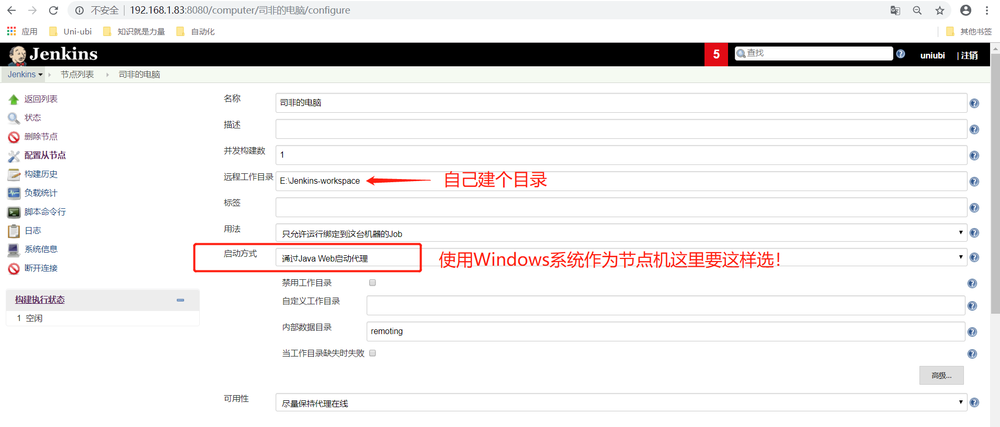 不安全 192.168.1.83:8080/computer/司非的电脑/configure
应用 Uni-ubi 知识就是力量 自动化 其他书签
Jenkins 5 查找 uniubi | 注销
Jenkins 节点列表 司非的电脑
返回列表
状态
删除节点
配置从节点
构建历史
负载统计
脚本命令行
日志
系统信息
断开连接
构建执行状态
1 空闲
名称 司非的电脑
描述
并发构建数 1
远程工作目录 E:\Jenkins-workspace 自己建个目录
标签
用法 只允许运行绑定到这台机器的Job
启动方式 通过Java Web启动代理 使用Windows系统作为节点机这里要这样选！
禁用工作目录
自定义工作目录
内部数据目录 remoting
当工作目录缺失时失败
高级...
可用性 尽量保持代理在线